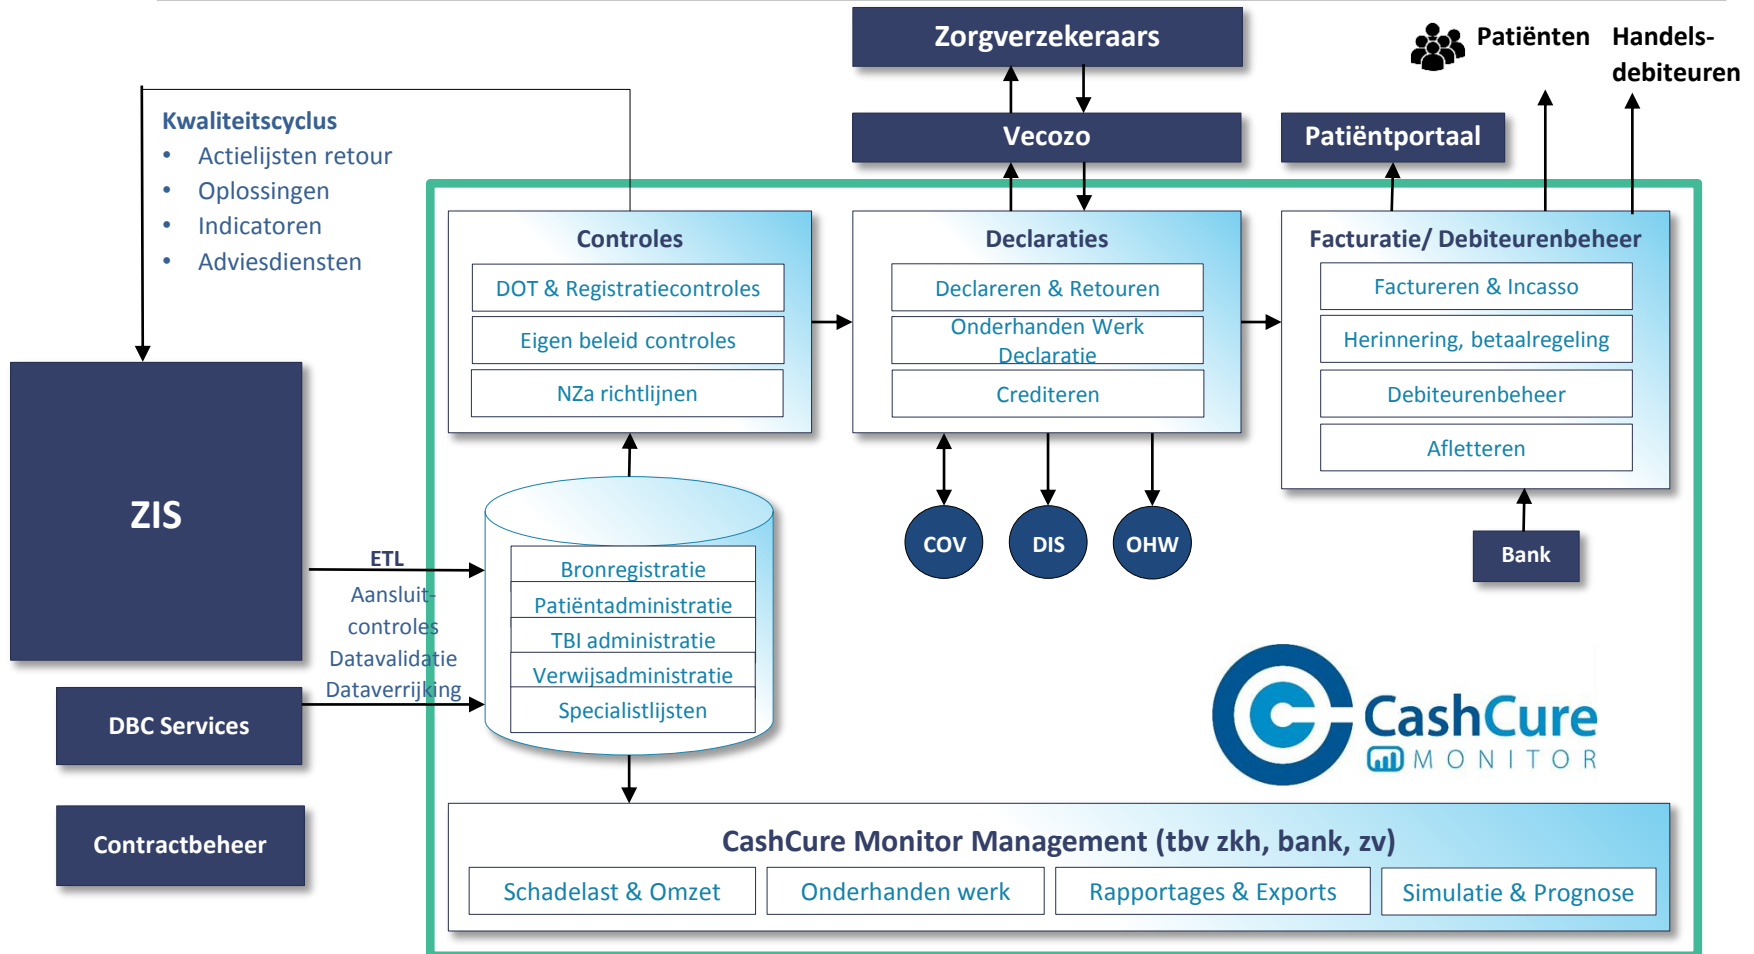 Zorgverzekeraars
Patiënten
Handels-
debiteuren
Kwaliteitscyclus
• Actielijsten retour
• Oplossingen
• Indicatoren
• Adviesdiensten
Vecozo
Patiëntportaal
Controles
DOT & Registratiecontroles
Eigen beleid controles
NZa richtlijnen
Declaraties
Declareren & Retouren
Onderhanden Werk
Declaratie
Crediteren
Facturatie/ Debiteurenbeheer
Factureren & Incasso
Herinnering, betaalregeling
Debiteurenbeheer
Afletteren
ZIS
ETL
Aansluit-
controles
Datavalidatie
Dataverrijking
Bronregistratie
Patiëntadministratie
TBI administratie
Verwijsadministratie
Specialistlijsten
COV
DIS
OHW
Bank
DBC Services
Contractbeheer
CashCure
MONITOR
CashCure Monitor Management (tbv zkh, bank, zv)
Schadelast & Omzet
Onderhanden werk
Rapportages & Exports
Simulatie & Prognose